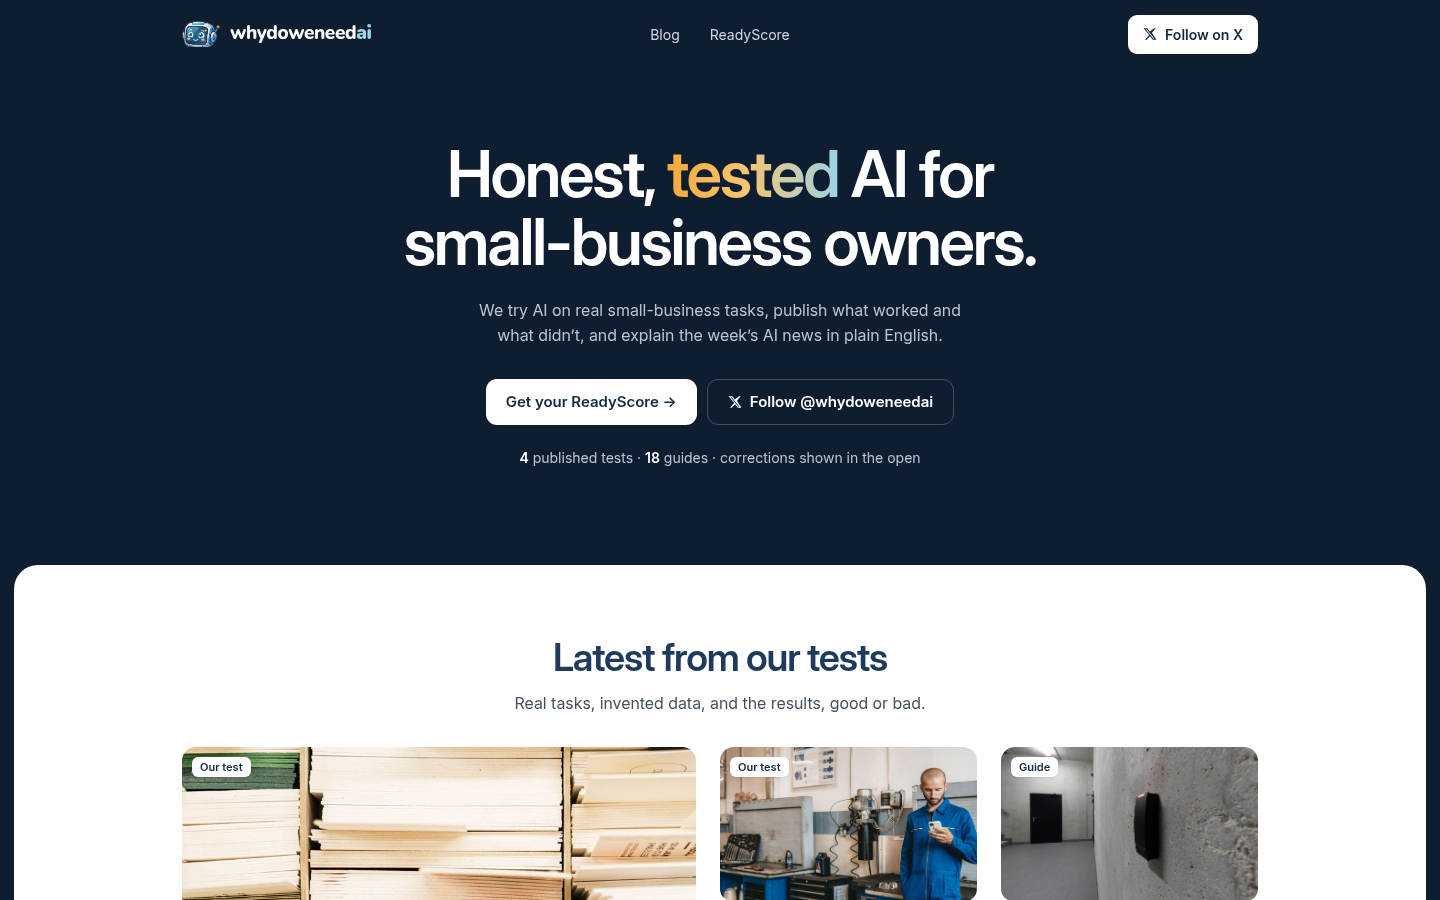 whydoweneedai
Blog
ReadyScore
Follow on X
Honest, tested AI for
small-business owners.
We try AI on real small-business tasks, publish what worked and
what didn't, and explain the week's AI news in plain English.
Get your ReadyScore →
Follow @whydoweneedai
4 published tests · 18 guides · corrections shown in the open
Latest from our tests
Real tasks, invented data, and the results, good or bad.
Our test
Our test
Guide